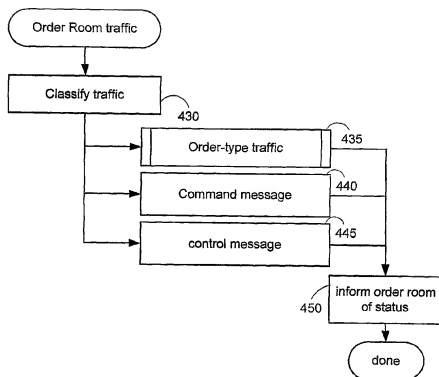 Order Room traffic
Classify traffic
430
Order-type traffic
435
Command message
440
control message
445
inform order room
of status
450
done